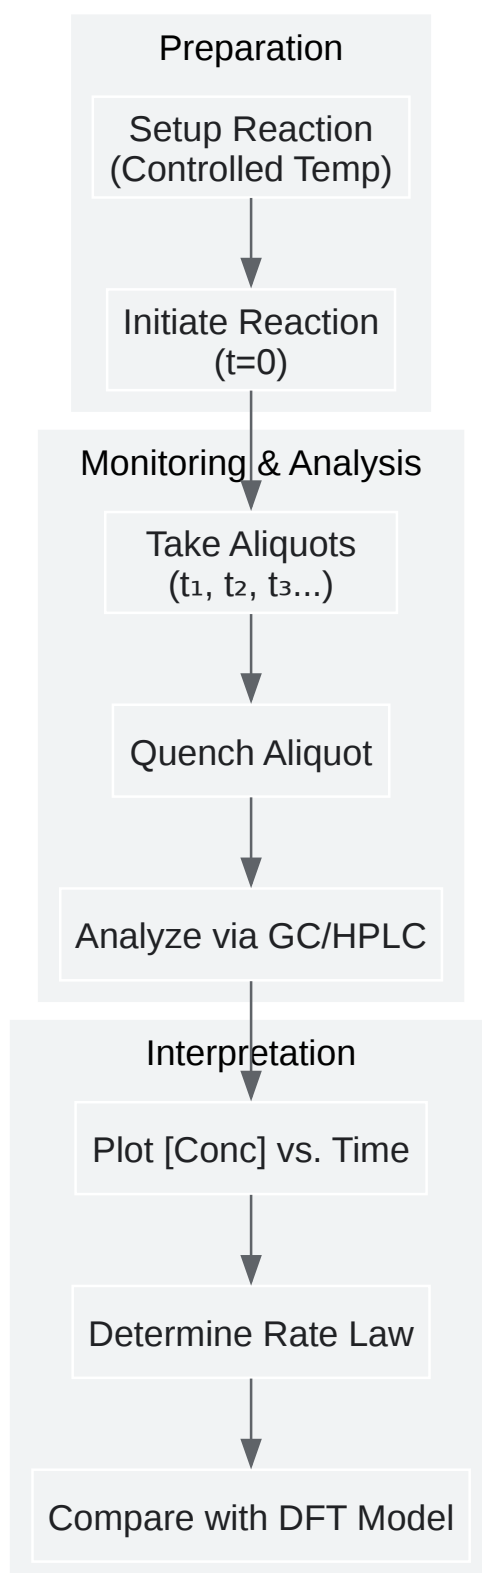 Preparation
Setup Reaction
(Controlled Temp)
Initiate Reaction
(t=0)
Monitoring & Analysis
Take Aliquots
(t₁, t₂, t₃...)
Quench Aliquot
Analyze via GC/HPLC
Interpretation
Plot [Conc] vs. Time
Determine Rate Law
Compare with DFT Model